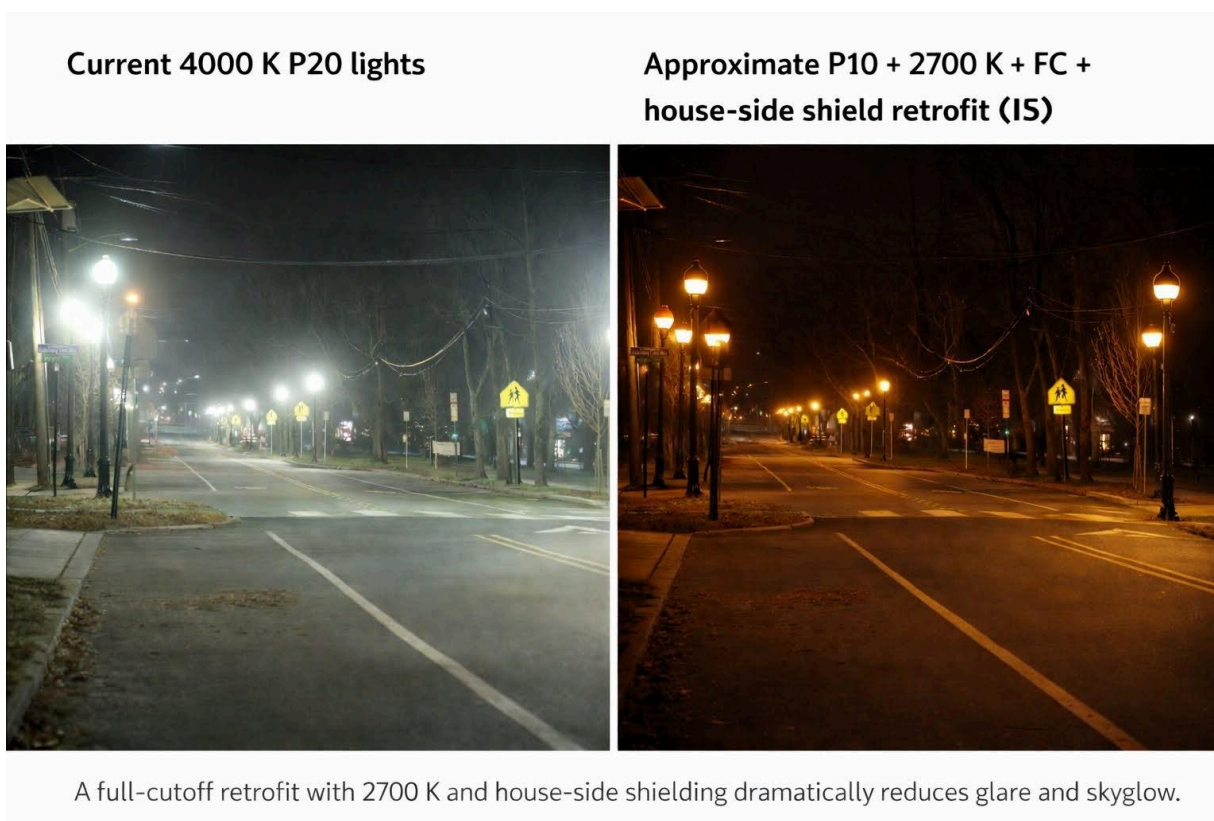 Current 4000 K P20 lights
Approximate P10 + 2700 K + FC +
house-side shield retrofit (I5)
A full-cutoff retrofit with 2700 K and house-side shielding dramatically reduces glare and skyglow.